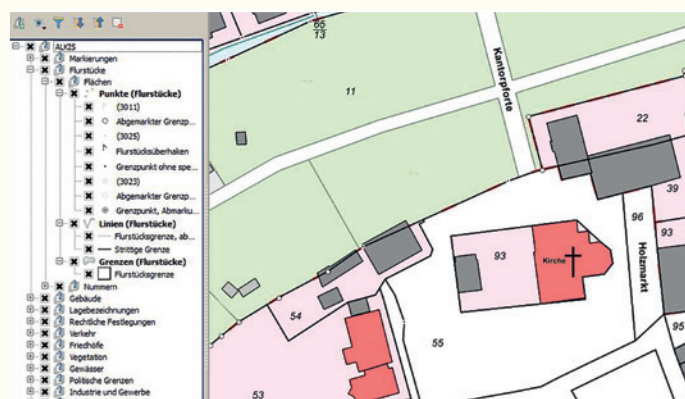 ALKIS
Markierungen
Flurstücke
Flächen
Punkte (Flurstücke)
(3011)
Abgemarkter Grenzp...
(3025)
Flurstücksüberhaken
Grenzpunkt ohne spe...
(3023)
Abgemarkter Grenzp...
Grenzpunkt, Abmarku...
Linien (Flurstücke)
Flurstücksgrenze, ab...
Strittige Grenze
Grenzen (Flurstücke)
Flurstücksgrenze
Nummern
Gebäude
Lagebezeichnungen
Rechtliche Festlegungen
Verkehr
Friedhöfe
Vegetation
Gewässer
Politische Grenzen
Industrie und Gewerbe
65
13
Kantorpforte
11
22
39
96
93
Holzmarkt
93
Kirche
54
55
95
53